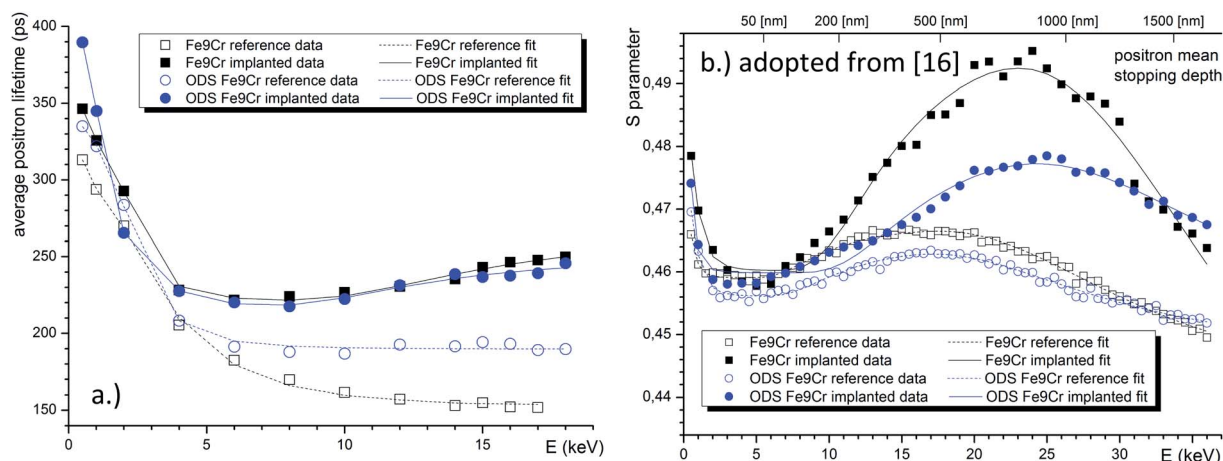 a.)
average positron lifetime (ps)
400
350
300
250
200
150
0
5
10
15
E (keV)
Fe9Cr reference data
Fe9Cr implanted data
ODS Fe9Cr reference data
ODS Fe9Cr implanted data
Fe9Cr reference fit
Fe9Cr implanted fit
ODS Fe9Cr reference fit
ODS Fe9Cr implanted fit
50 [nm]
200 [nm]
500 [nm]
1000 [nm]
1500 [nm]
b.) adopted from [16]
positron mean
stopping depth
S parameter
0,49
0,48
0,47
0,46
0,45
0,44
Fe9Cr reference data
Fe9Cr implanted data
ODS Fe9Cr reference data
ODS Fe9Cr implanted data
Fe9Cr reference fit
Fe9Cr implanted fit
ODS Fe9Cr reference fit
ODS Fe9Cr implanted fit
0
10
20
30
E (keV)